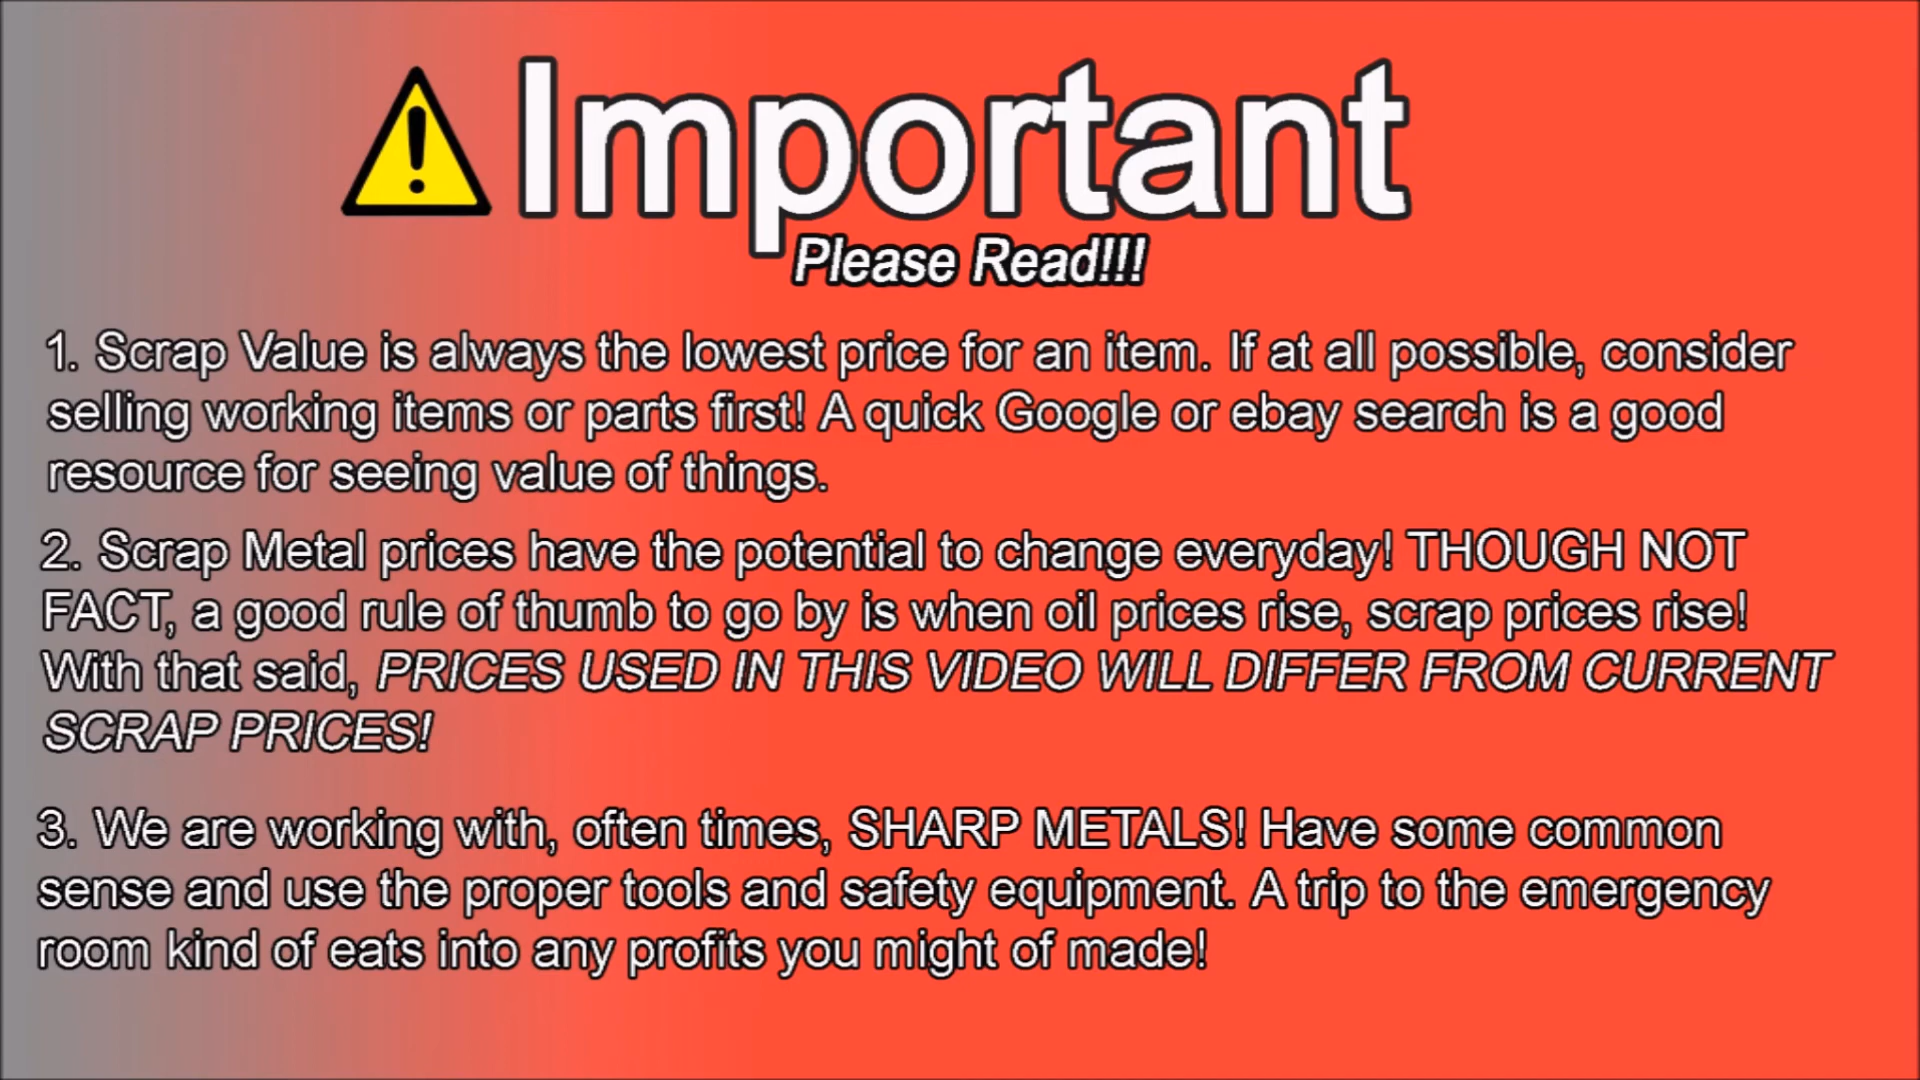 Important
Please Read!!!
1. Scrap Value is always the lowest price for an item. If at all possible, consider
selling working items or parts first! A quick Google or ebay search is a good
resource for seeing value of things.
2. Scrap Metal prices have the potential to change everyday! THOUGH NOT
FACT, a good rule of thumb to go by is when oil prices rise, scrap prices rise!
With that said, PRICES USED IN THIS VIDEO WILL DIFFER FROM CURRENT
SCRAP PRICES!
3. We are working with, often times, SHARP METALS! Have some common
sense and use the proper tools and safety equipment. A trip to the emergency
room kind of eats into any profits you might of made!